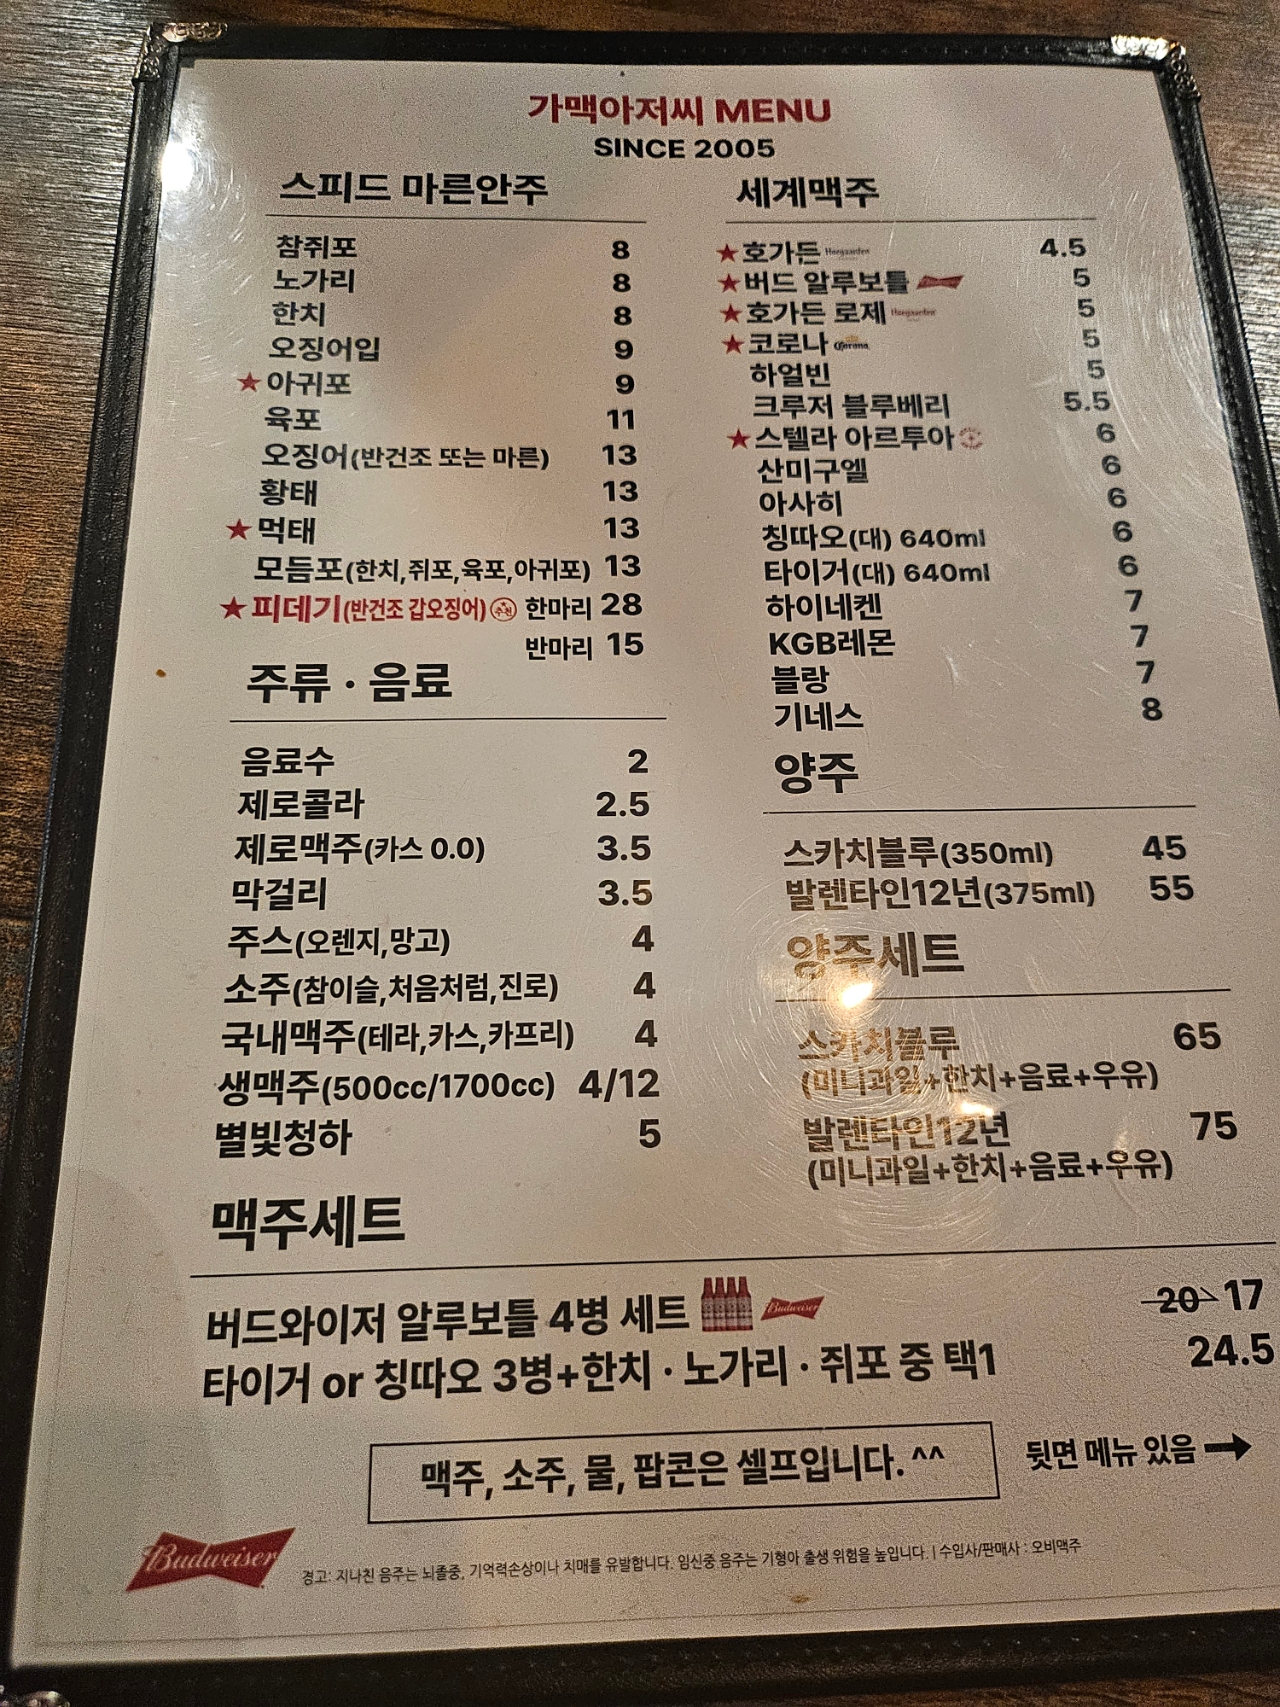 가맥아저씨 MENU
SINCE 2005
스피드 마른안주
참쥐포 8
노가리 8
한치 8
오징어입 9
★아귀포 9
육포 11
오징어(반건조 또는 마른) 13
황태 13
★먹태 13
모듬포(한치,쥐포,육포,아귀포) 13
★피데기(반건조 갑오징어) 추천 한마리 28
반마리 15
주류 · 음료
음료수 2
제로콜라 2.5
제로맥주(카스 0.0) 3.5
막걸리 3.5
주스(오렌지,망고) 4
소주(참이슬,처음처럼,진로) 4
국내맥주(테라,카스,카프리) 4
생맥주(500cc/1700cc) 4/12
별빛청하 5
세계맥주
★호가든 Hoegaarden 4.5
★버드 알루보틀 5
★호가든 로제 Hoegaarden 5
★코로나 Corona 5
하얼빈 5
크루저 블루베리 5.5
★스텔라 아르투아 6
산미구엘 6
아사히 6
칭따오(대) 640ml 6
타이거(대) 640ml 6
하이네켄 7
KGB레몬 7
블랑 7
기네스 8
양주
스카치블루(350ml) 45
발렌타인12년(375ml) 55
양주세트
스카치블루 65
(미니과일+한치+음료+우유)
발렌타인12년 75
(미니과일+한치+음료+우유)
맥주세트
버드와이저 알루보틀 4병 세트 Budweiser 20 17
타이거 or 칭따오 3병+한치 · 노가리 · 쥐포 중 택1 24.5
맥주, 소주, 물, 팝콘은 셀프입니다. ^^
뒷면 메뉴 있음 →
Budweiser
경고: 지나친 음주는 뇌졸중, 기억력손상이나 치매를 유발합니다. 임신중 음주는 기형아 출생 위험을 높입니다. | 수입사/판매사 : 오비맥주